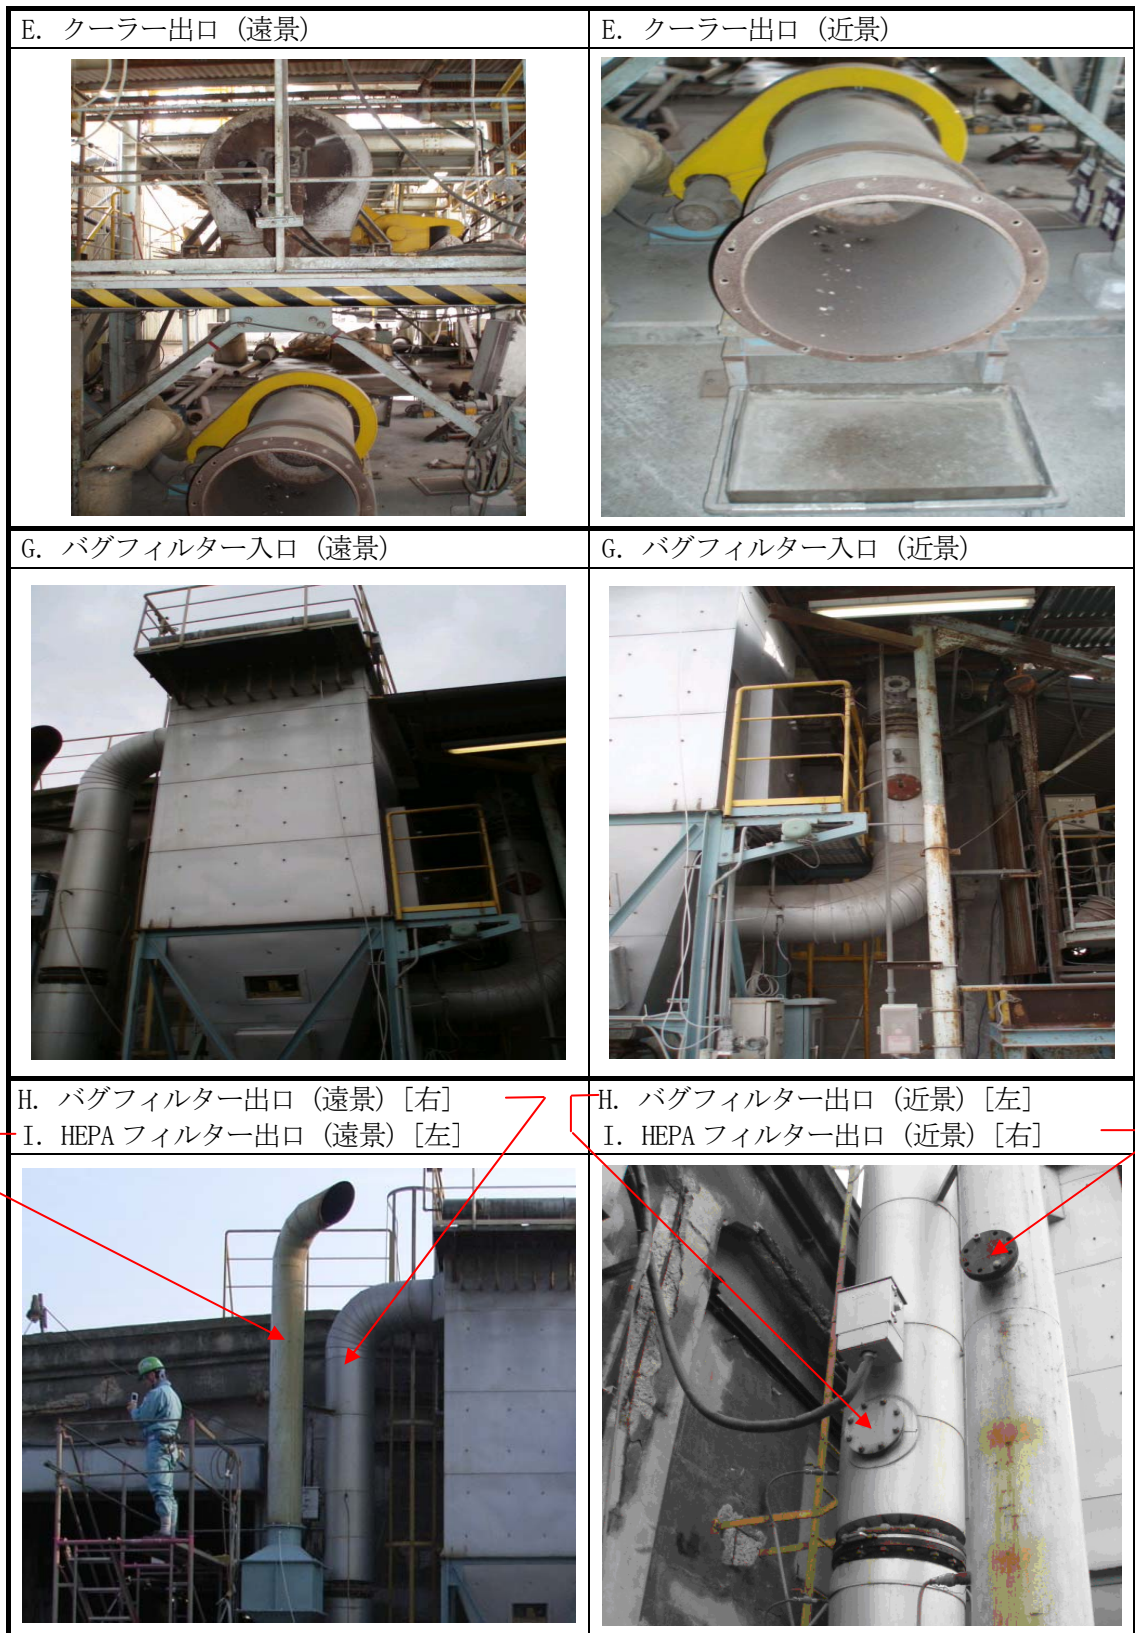 E. クーラー出口 (遠景)
E. クーラー出口 (近景)
G. バグフィルター入口 (遠景)
G. バグフィルター入口 (近景)
H. バグフィルター出口 (遠景) [右]
I. HEPA フィルター出口 (遠景) [左]
H. バグフィルター出口 (近景) [左]
I. HEPA フィルター出口 (近景) [右]